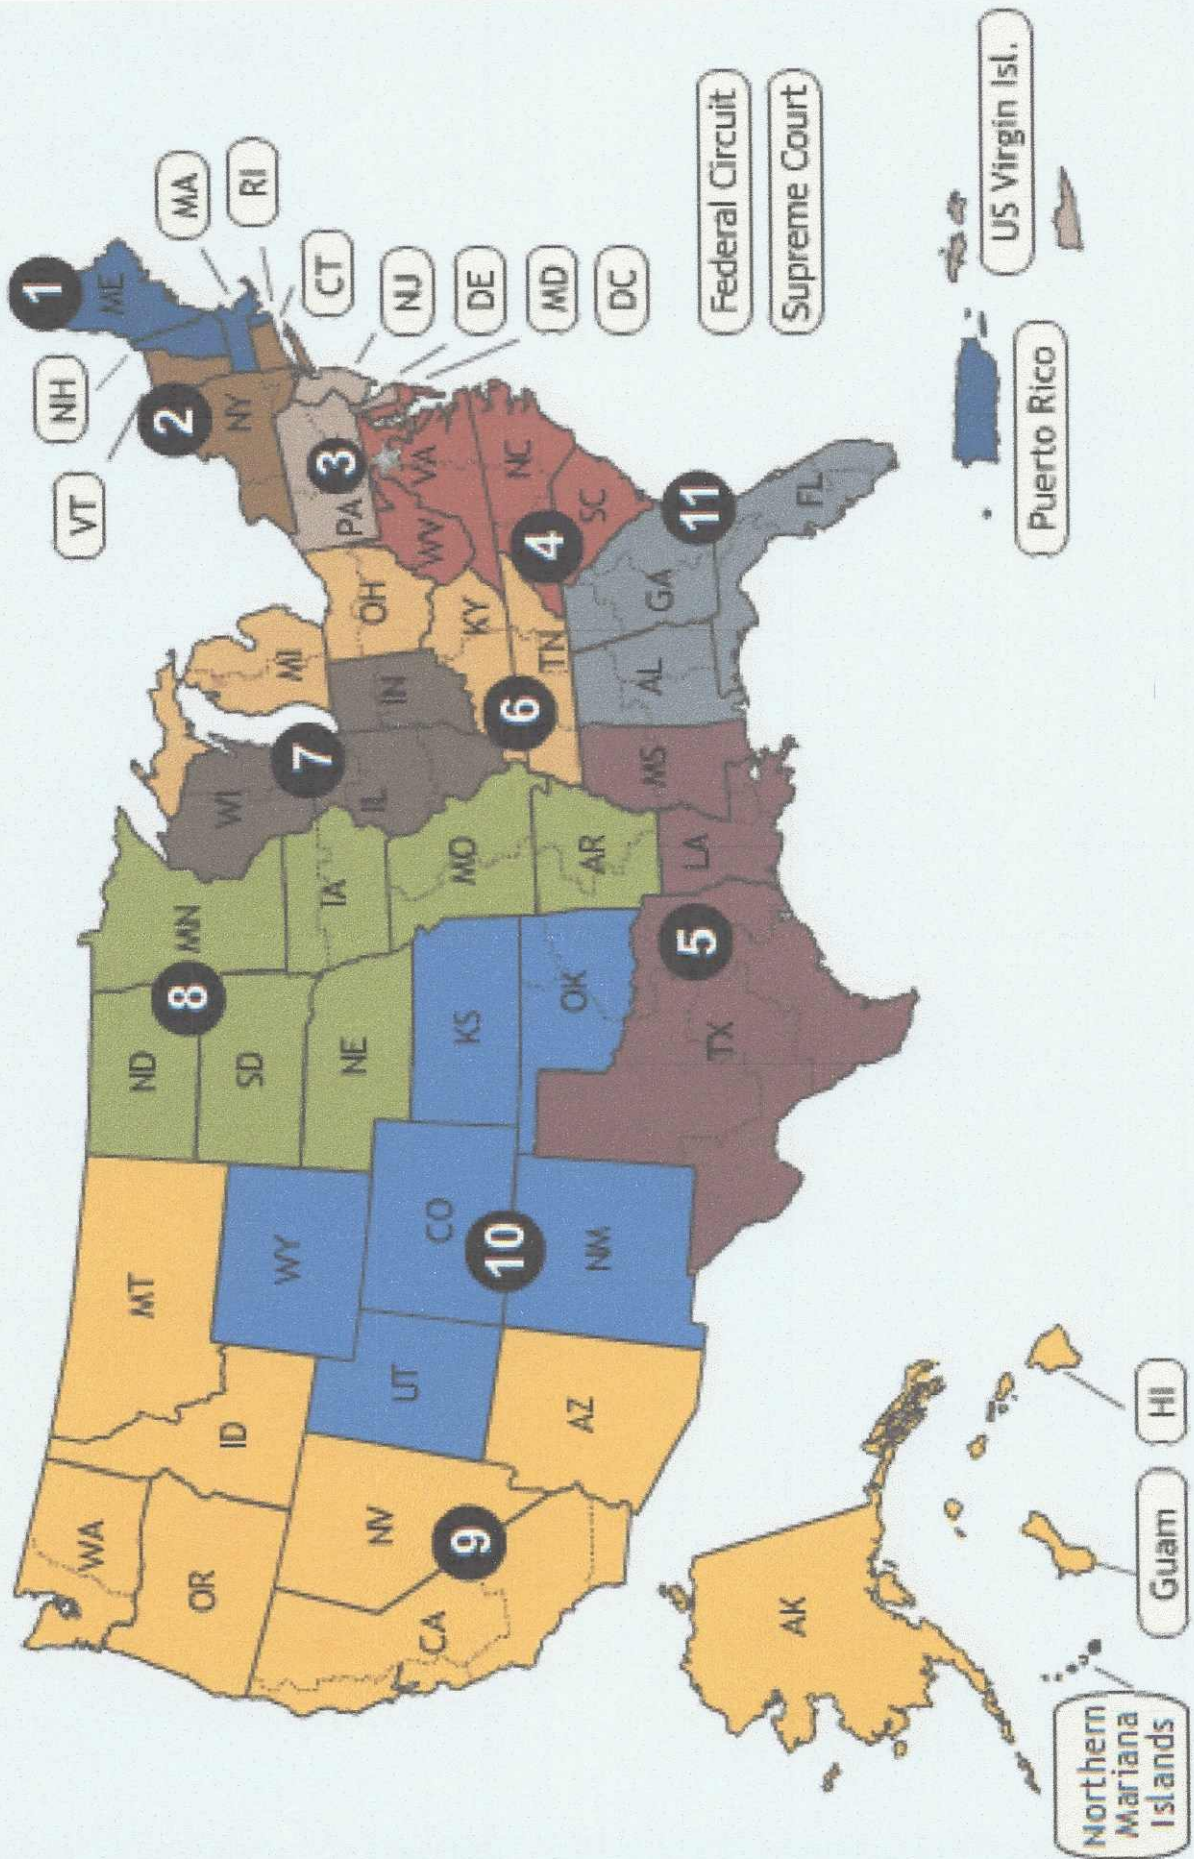 1
ME
NH
VT
MA
RI
2
NY
CT
NJ
DE
MD
DC
3
PA
WV
VA
NC
4
SC
11
GA
AL
FL
OH
KY
TN
6
MI
IN
7
WI
IL
MS
8
MN
IA
MO
AR
LA
5
TX
ND
SD
NE
KS
OK
MT
WY
CO
10
NM
UT
ID
AZ
WA
OR
NV
9
CA
AK
Federal Circuit
Supreme Court
Puerto Rico
US Virgin Isl.
HI
Guam
Northern
Mariana
Islands